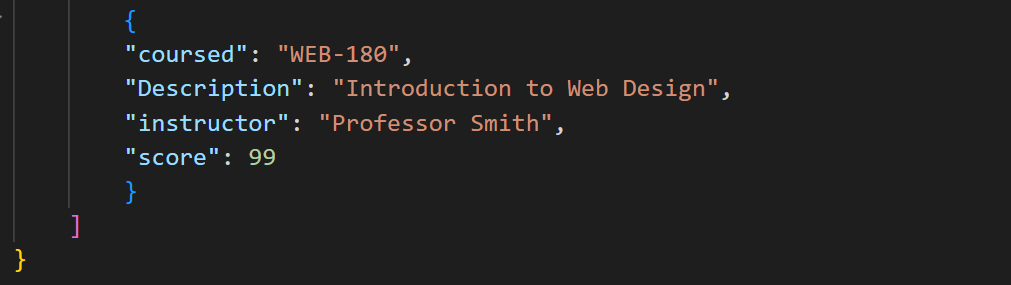 {
"coursed": "WEB-180",
"Description": "Introduction to Web Design",
"instructor": "Professor Smith",
"score": 99
}
]
}